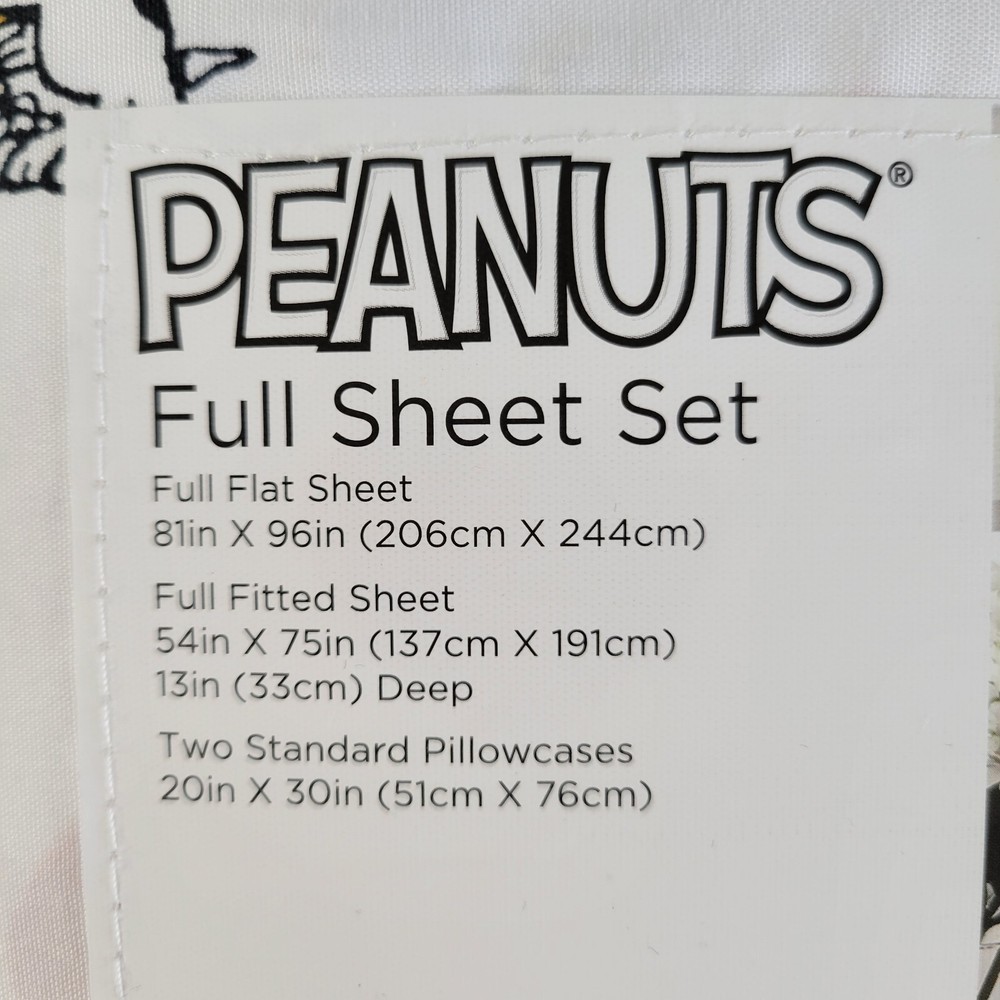 PEANUTS®
Full Sheet Set
Full Flat Sheet
81in X 96in (206cm X 244cm)
Full Fitted Sheet
54in X 75in (137cm X 191cm)
13in (33cm) Deep
Two Standard Pillowcases
20in X 30in (51cm X 76cm)